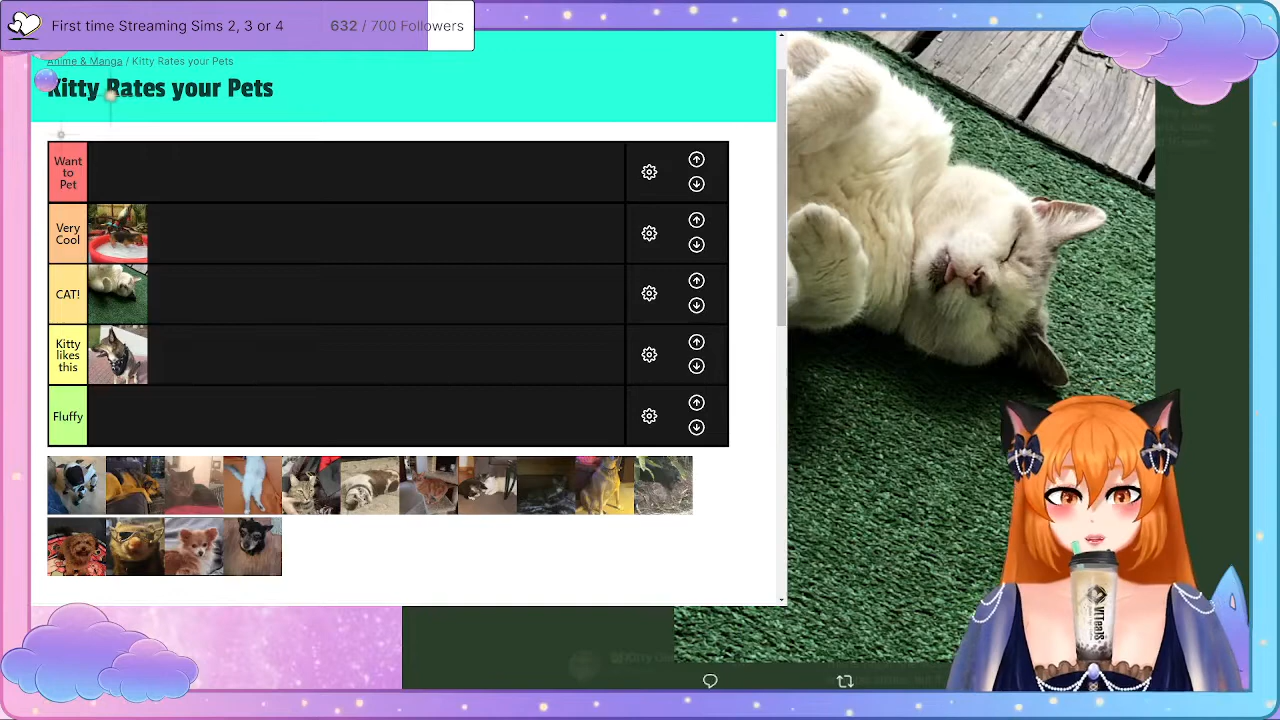 First time Streaming Sims 2, 3 or 4 632 / 700 Followers
Anime & Manga / Kitty Rates your Pets
Kitty Rates your Pets
Want
to
Pet
Very
Cool
CAT!
Kitty
likes
this
Fluffy